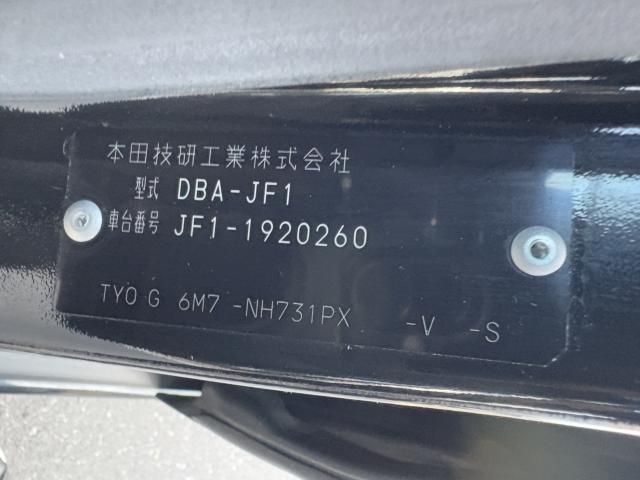 本田技研工業株式会社
型式 DBA-JF1
車台番号 JF1-1920260
TYO G 6M7 -NH731PX -V -S